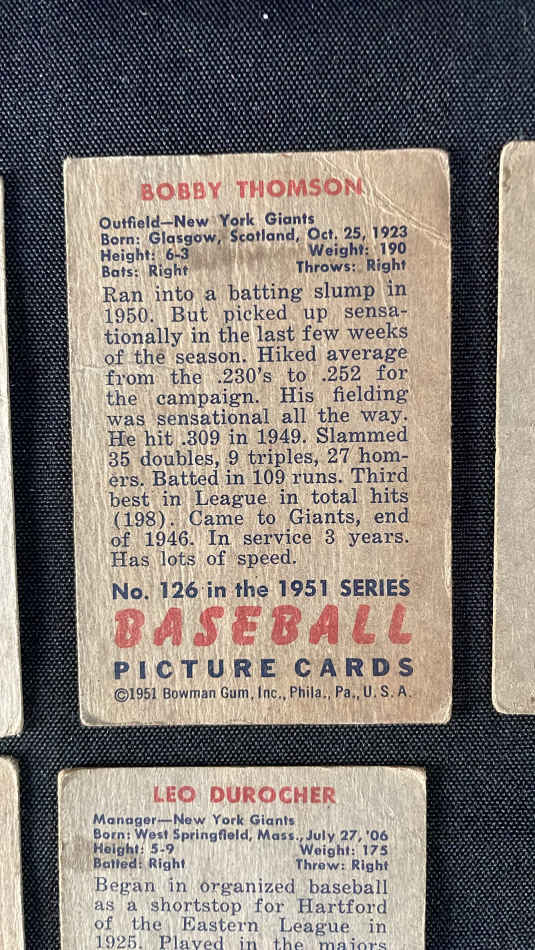 BOBBY THOMSON
Outfield—New York Giants
Born: Glasgow, Scotland, Oct. 25, 1923
Height: 6-3 Weight: 190
Bats: Right Throws: Right
Ran into a batting slump in
1950. But picked up sensa-
tionally in the last few weeks
of the season. Hiked average
from the .230's to .252 for
the campaign. His fielding
was sensational all the way.
He hit .309 in 1949. Slammed
35 doubles, 9 triples, 27 hom-
ers. Batted in 109 runs. Third
best in League in total hits
(198). Came to Giants, end
of 1946. In service 3 years.
Has lots of speed.
No. 126 in the 1951 SERIES
BASEBALL
PICTURE CARDS
©1951 Bowman Gum, Inc., Phila., Pa., U. S. A.
LEO DUROCHER
Manager—New York Giants
Born: West Springfield, Mass., July 27, '06
Height: 5-9 Weight: 175
Batted: Right Threw: Right
Began in organized baseball
as a shortstop for Hartford
of the Eastern League in
1925. Played in the majors